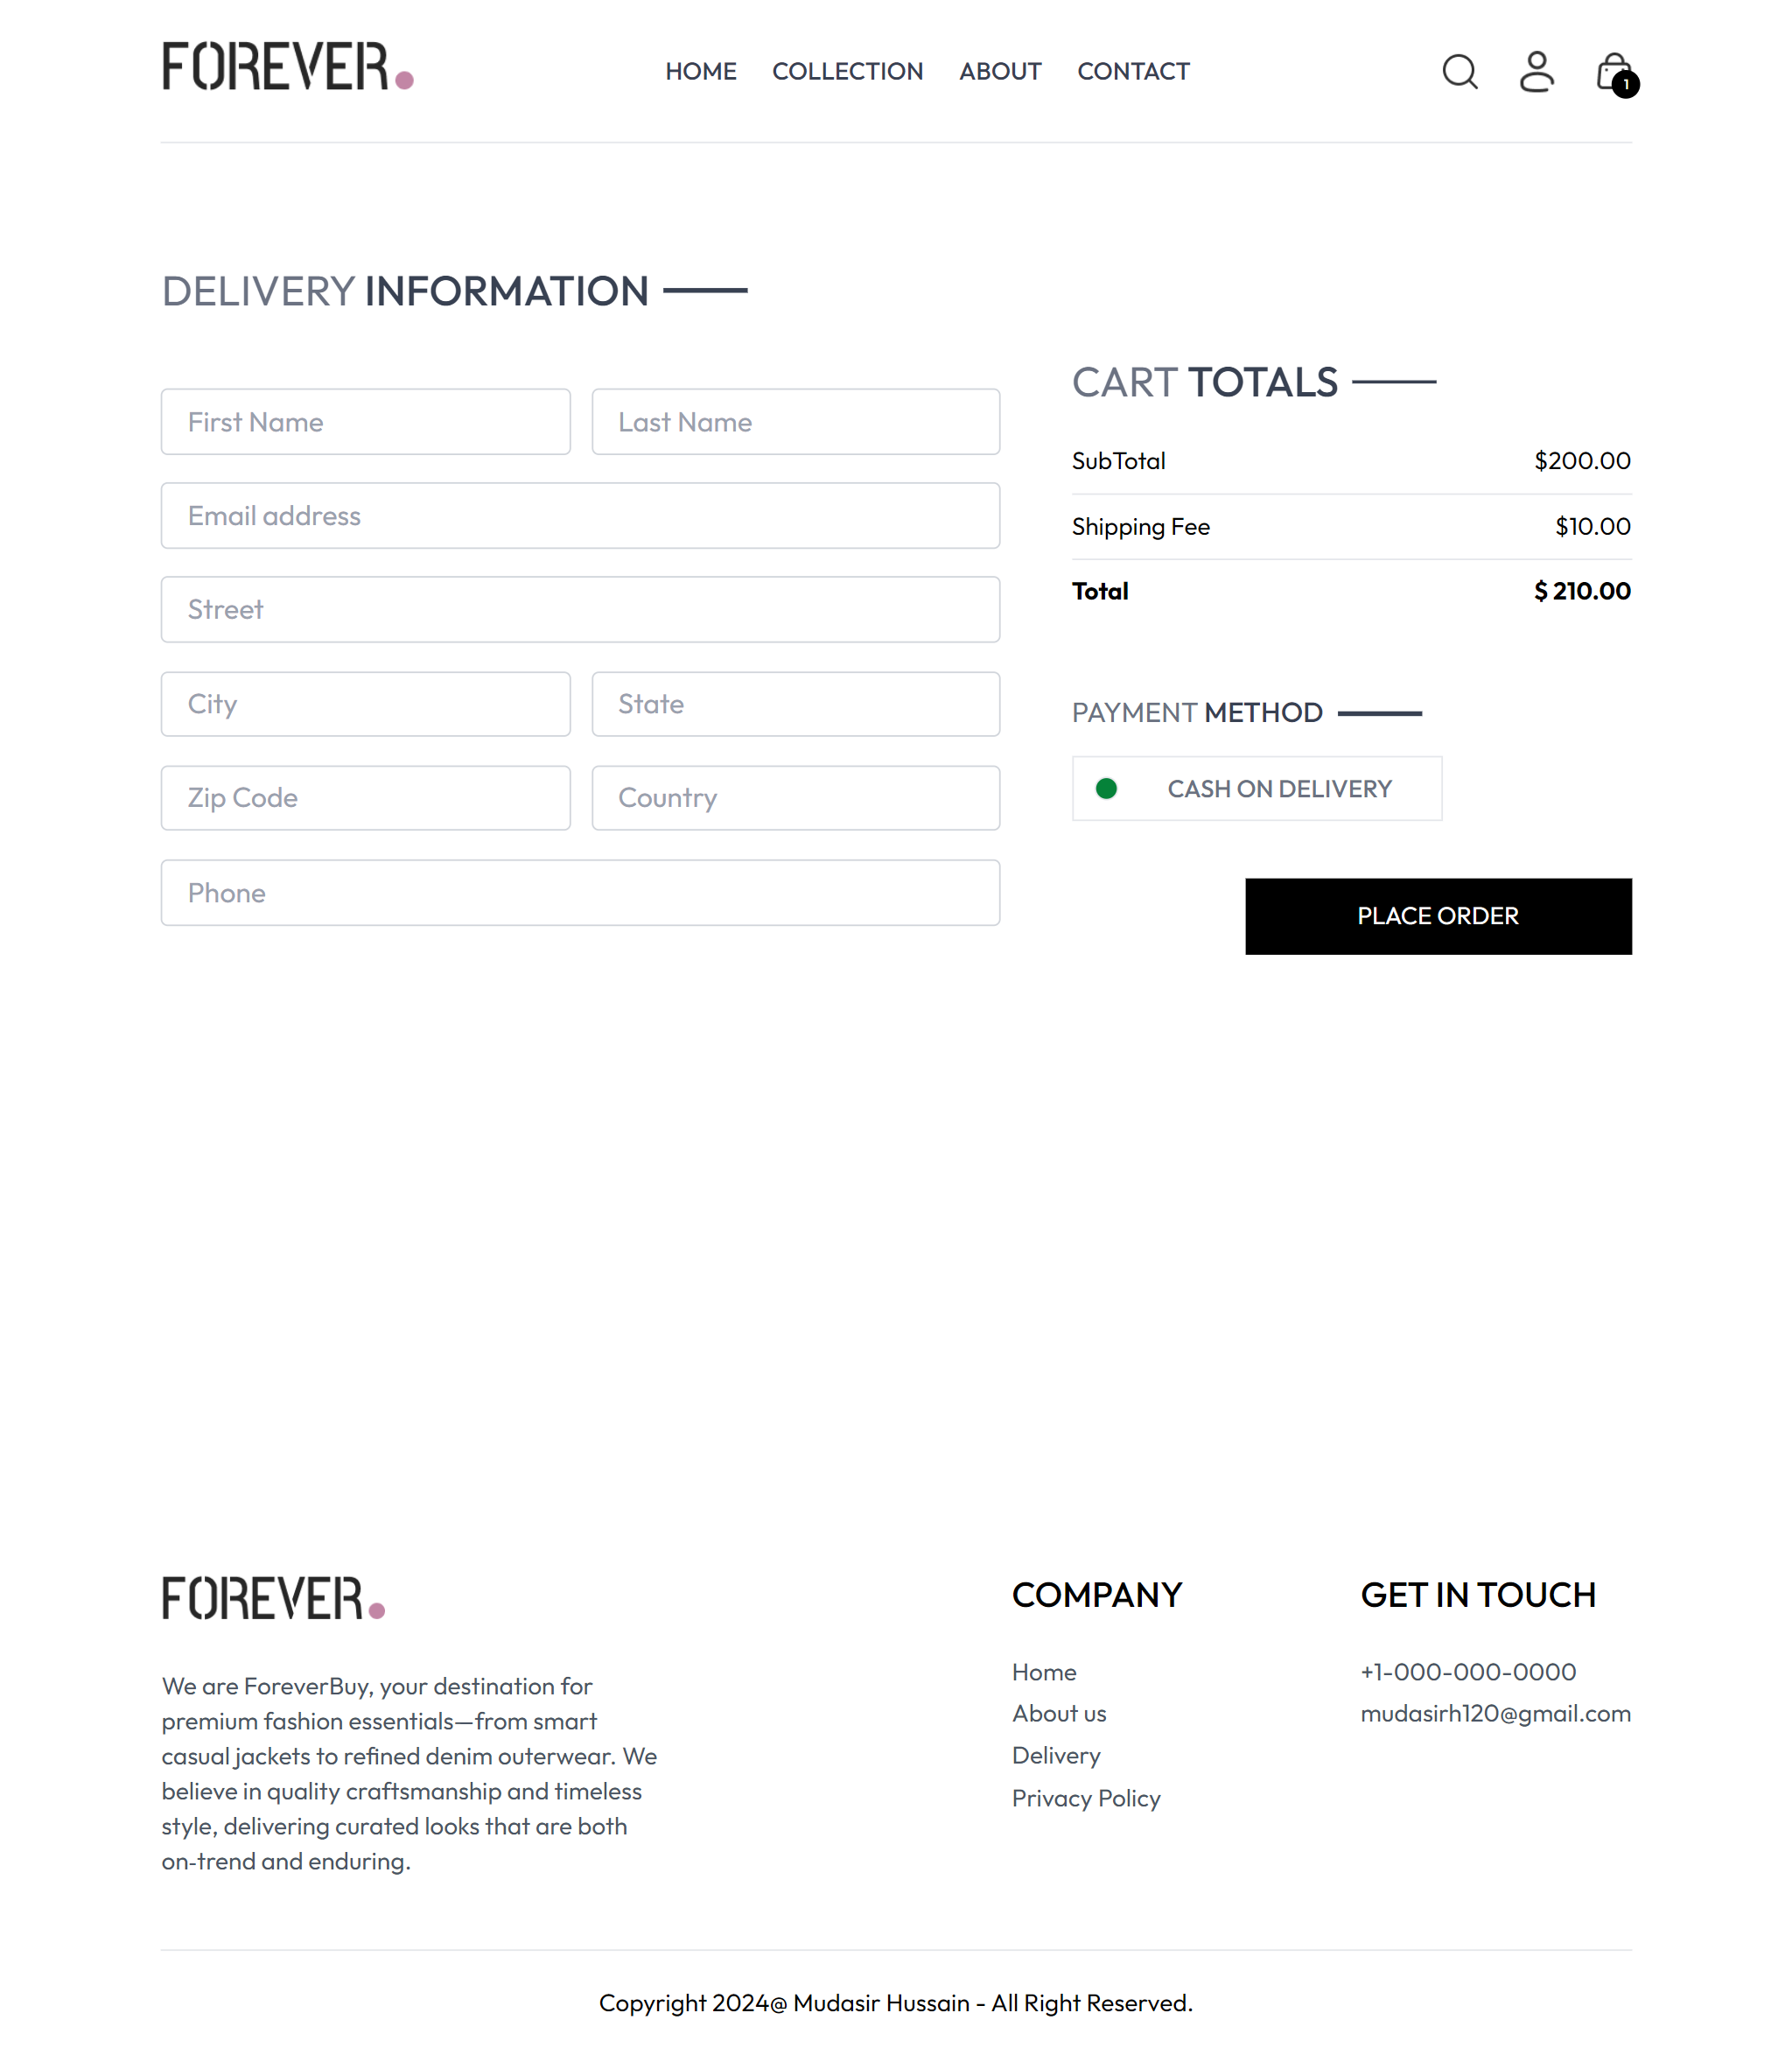 FOREVER.
HOME COLLECTION ABOUT CONTACT
1
DELIVERY INFORMATION
First Name Last Name
Email address
Street
City State
Zip Code Country
Phone
CART TOTALS
SubTotal $200.00
Shipping Fee $10.00
Total $ 210.00
PAYMENT METHOD
CASH ON DELIVERY
PLACE ORDER
FOREVER.
We are ForeverBuy, your destination for
premium fashion essentials—from smart
casual jackets to refined denim outerwear. We
believe in quality craftsmanship and timeless
style, delivering curated looks that are both
on-trend and enduring.
COMPANY
Home
About us
Delivery
Privacy Policy
GET IN TOUCH
+1-000-000-0000
mudasirh120@gmail.com
Copyright 2024@ Mudasir Hussain - All Right Reserved.